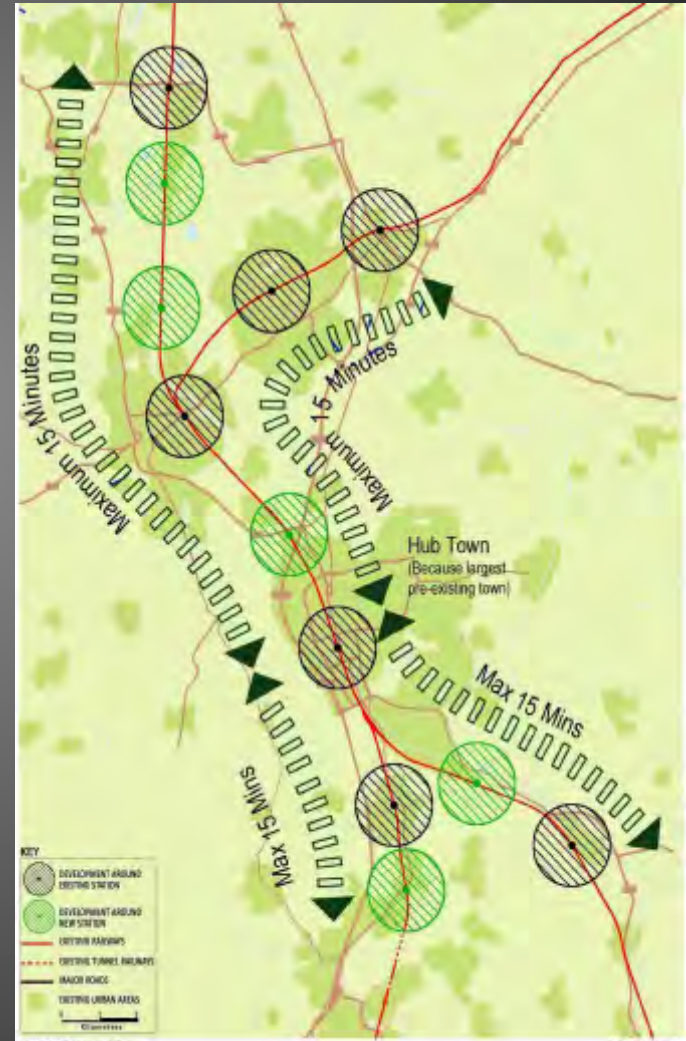 Maximum 15 Minutes
Maximum 15 Minutes
Hub Town
(Because largest
pre-existing town)
Max 15 Mins
Max 15 Mins
KEY
DEVELOPMENT AROUND
EXISTING STATION
DEVELOPMENT AROUND
NEW STATION
EXISTING RAILWAYS
EXISTING TUNNEL RAILWAYS
MAJOR ROADS
EXISTING URBAN AREAS